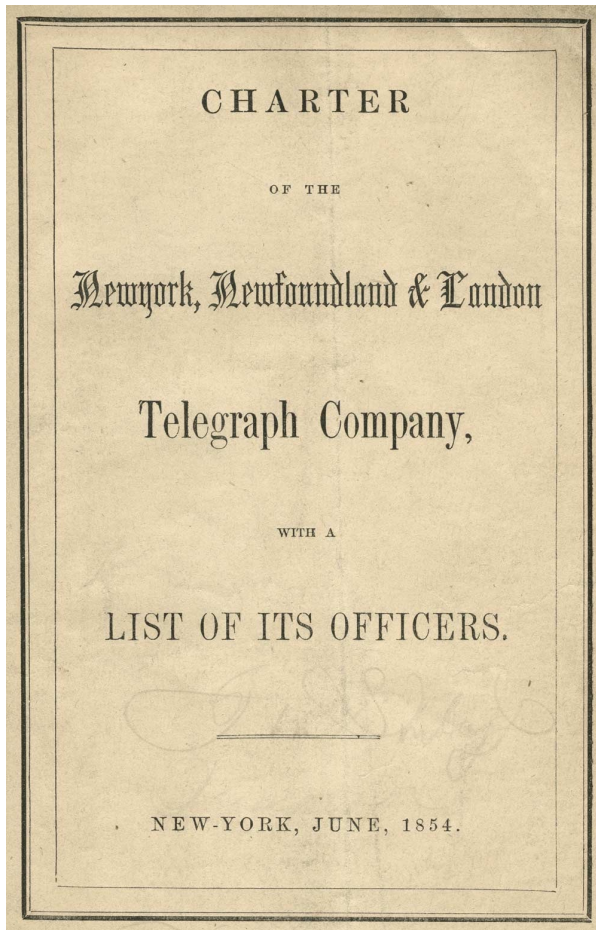 CHARTER
OF THE
Newyork, Newfoundland & London
Telegraph Company,
WITH A
LIST OF ITS OFFICERS.
NEW-YORK, JUNE, 1854.